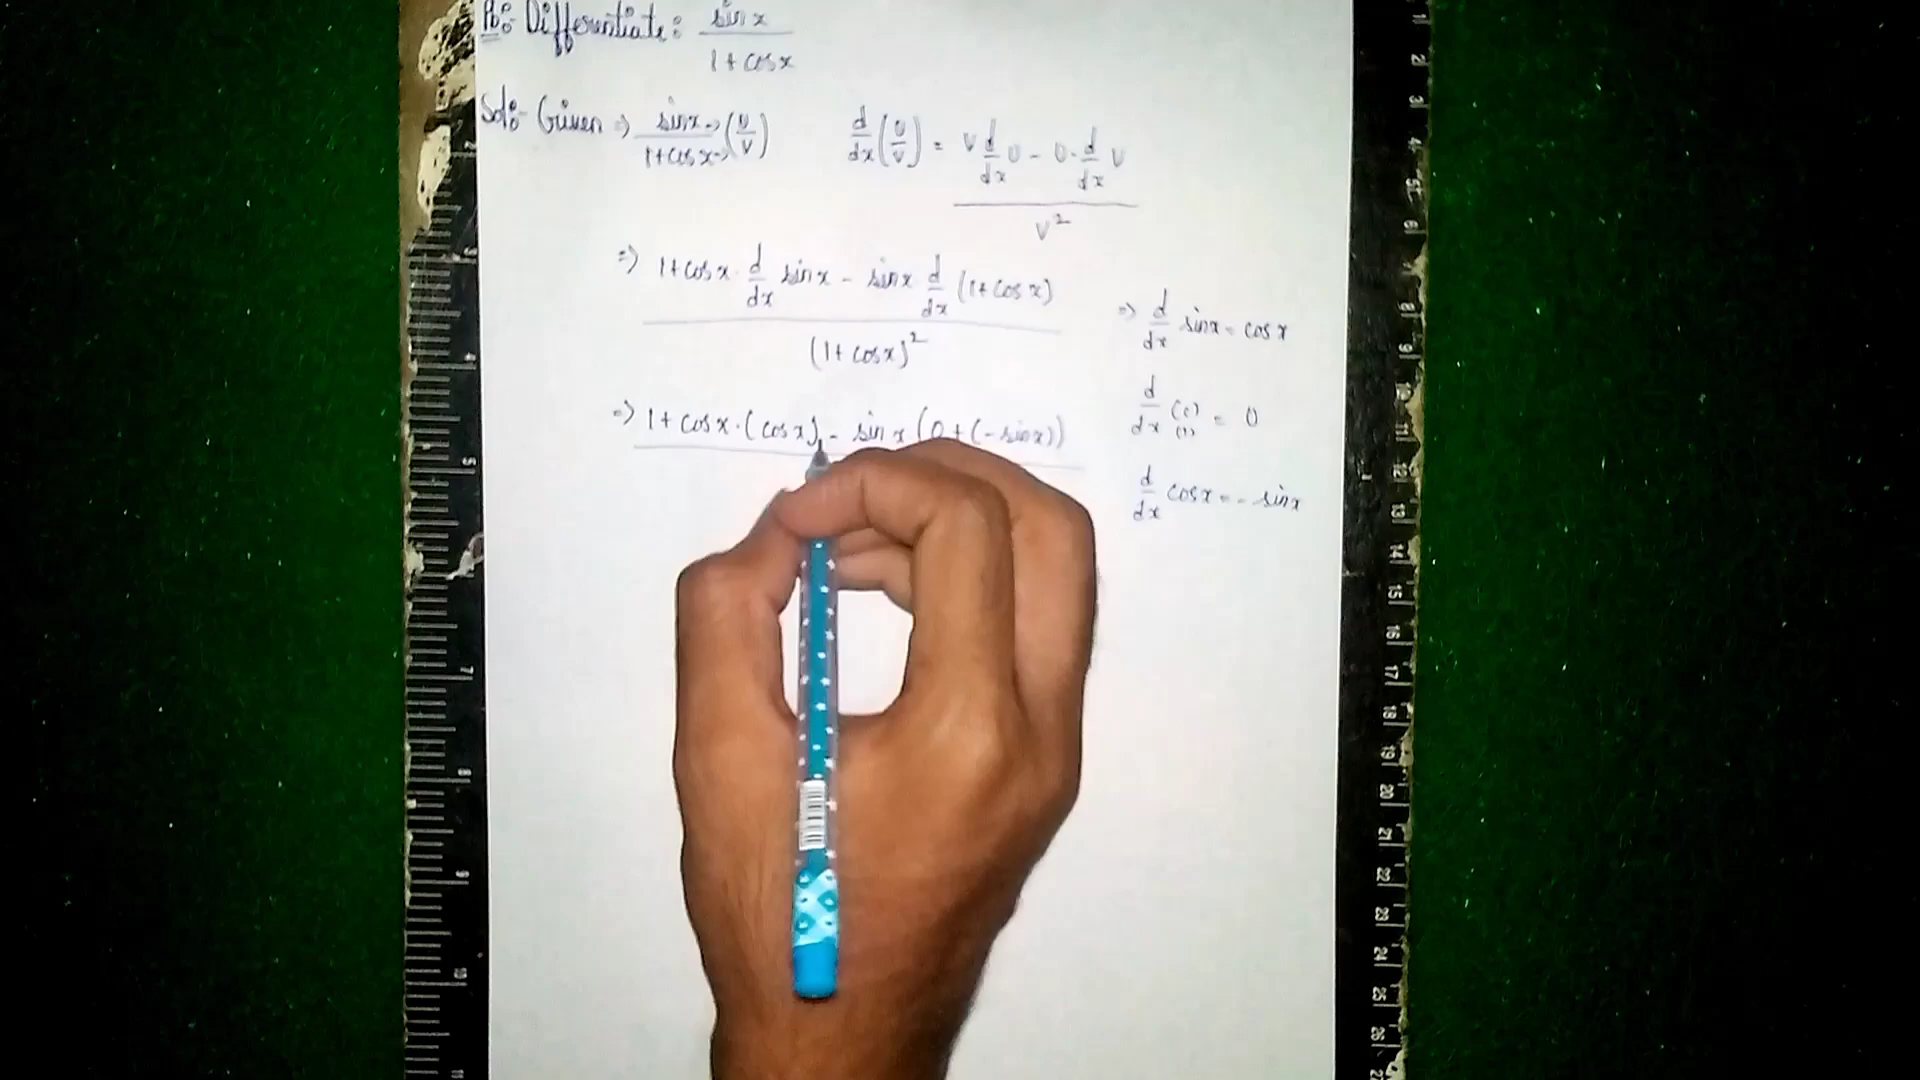 Pb:- Differentiate: sin x / 1 + cos x
Sol:- Given => sin x -> / 1 + cos x -> (U/V)
d/dx (U/V) = V d/dx U - U. d/dx V / V²
=> 1 + cos x . d/dx sin x - sin x . d/dx (1 + cos x) / (1 + cos x)²
=> d/dx sin x = cos x
d/dx (c) (1) = 0
d/dx cos x = - sin x
=> 1 + cos x . (cos x) - sin x (0 + (- sin x))